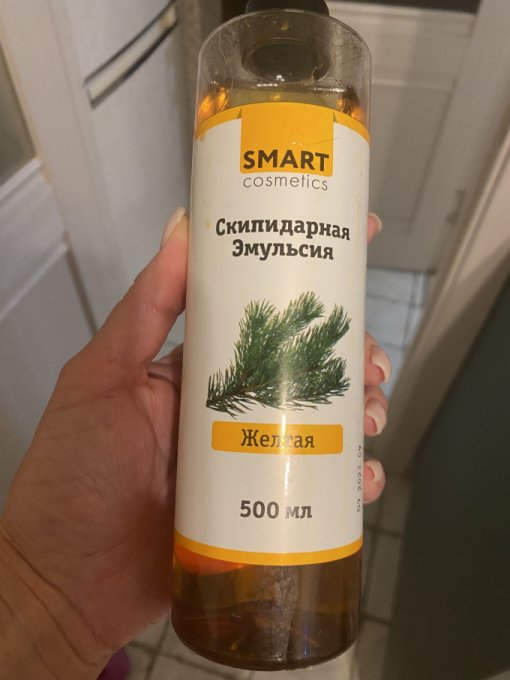 SMART
cosmetics
Скипидарная
Эмульсия
Желтая
500 мл